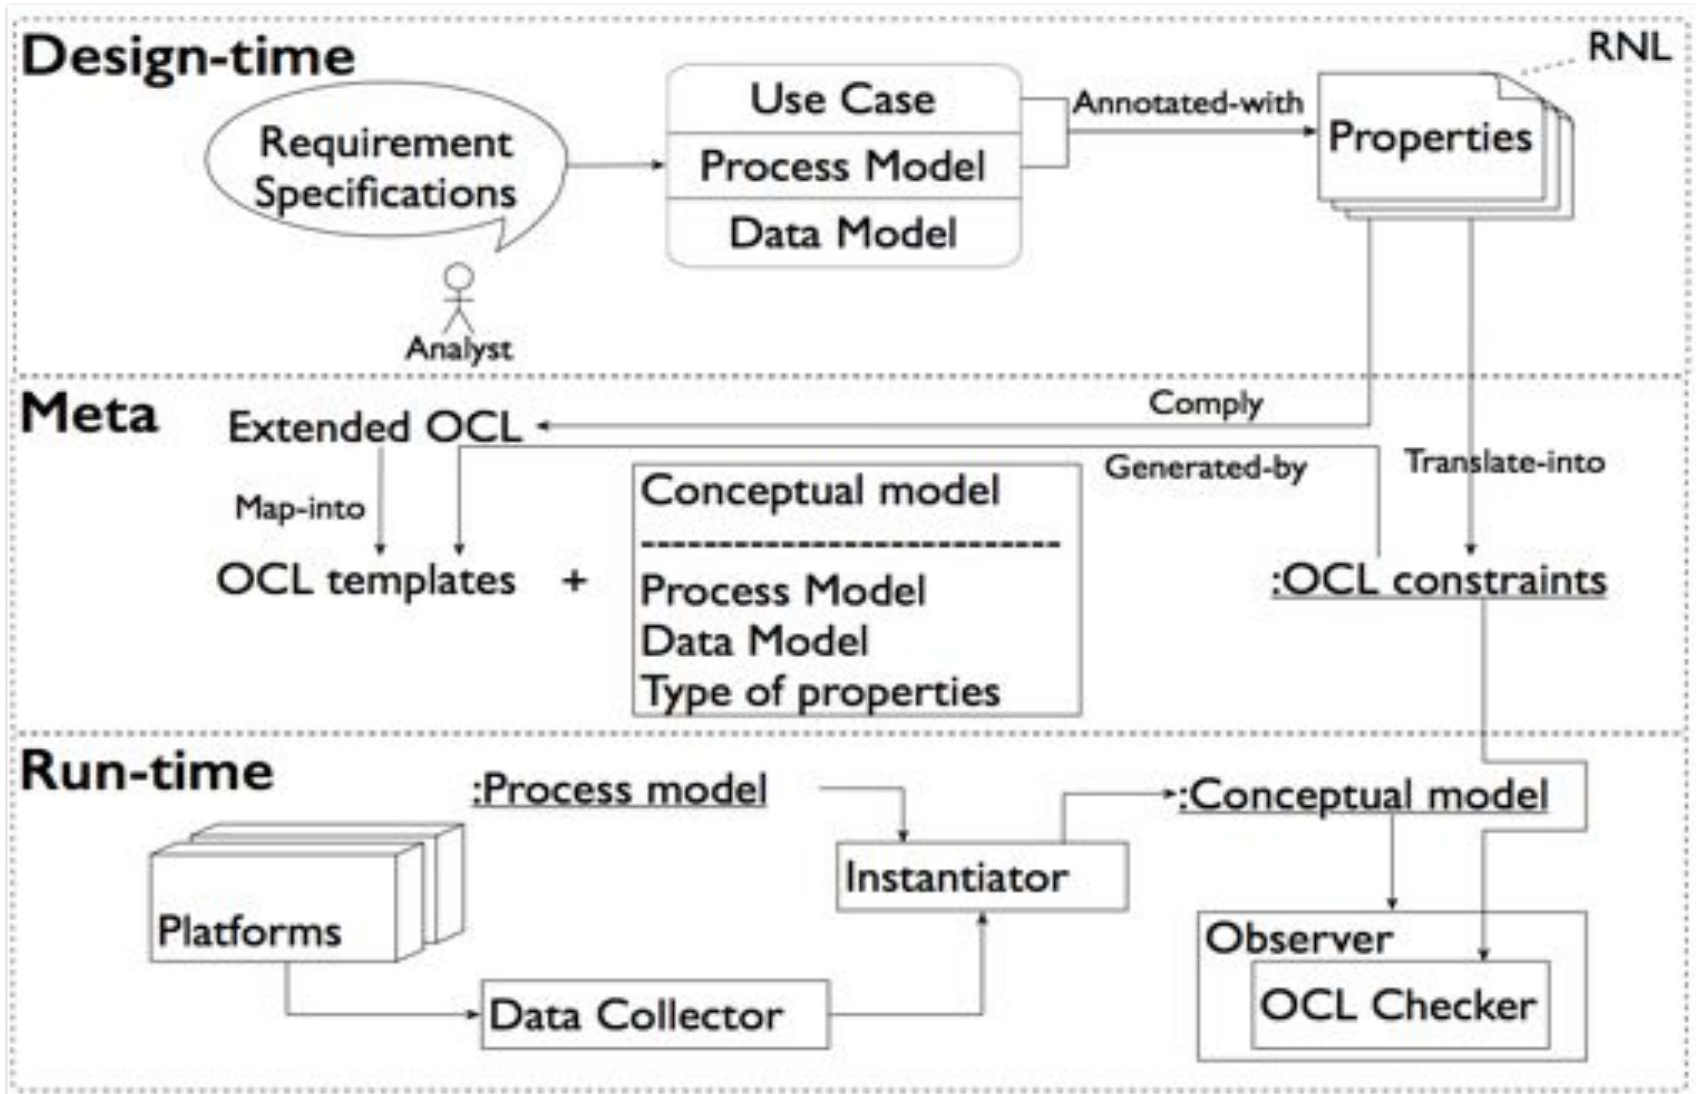 Design-time
RNL
Requirement
Specifications
Use Case
Process Model
Data Model
Annotated-with
Properties
Analyst
Meta
Extended OCL
Comply
Generated-by
Translate-into
Map-into
Conceptual model
---------------------------
Process Model
Data Model
Type of properties
OCL templates +
:OCL constraints
Run-time
:Process model
:Conceptual model
Instantiator
Platforms
Data Collector
Observer
OCL Checker